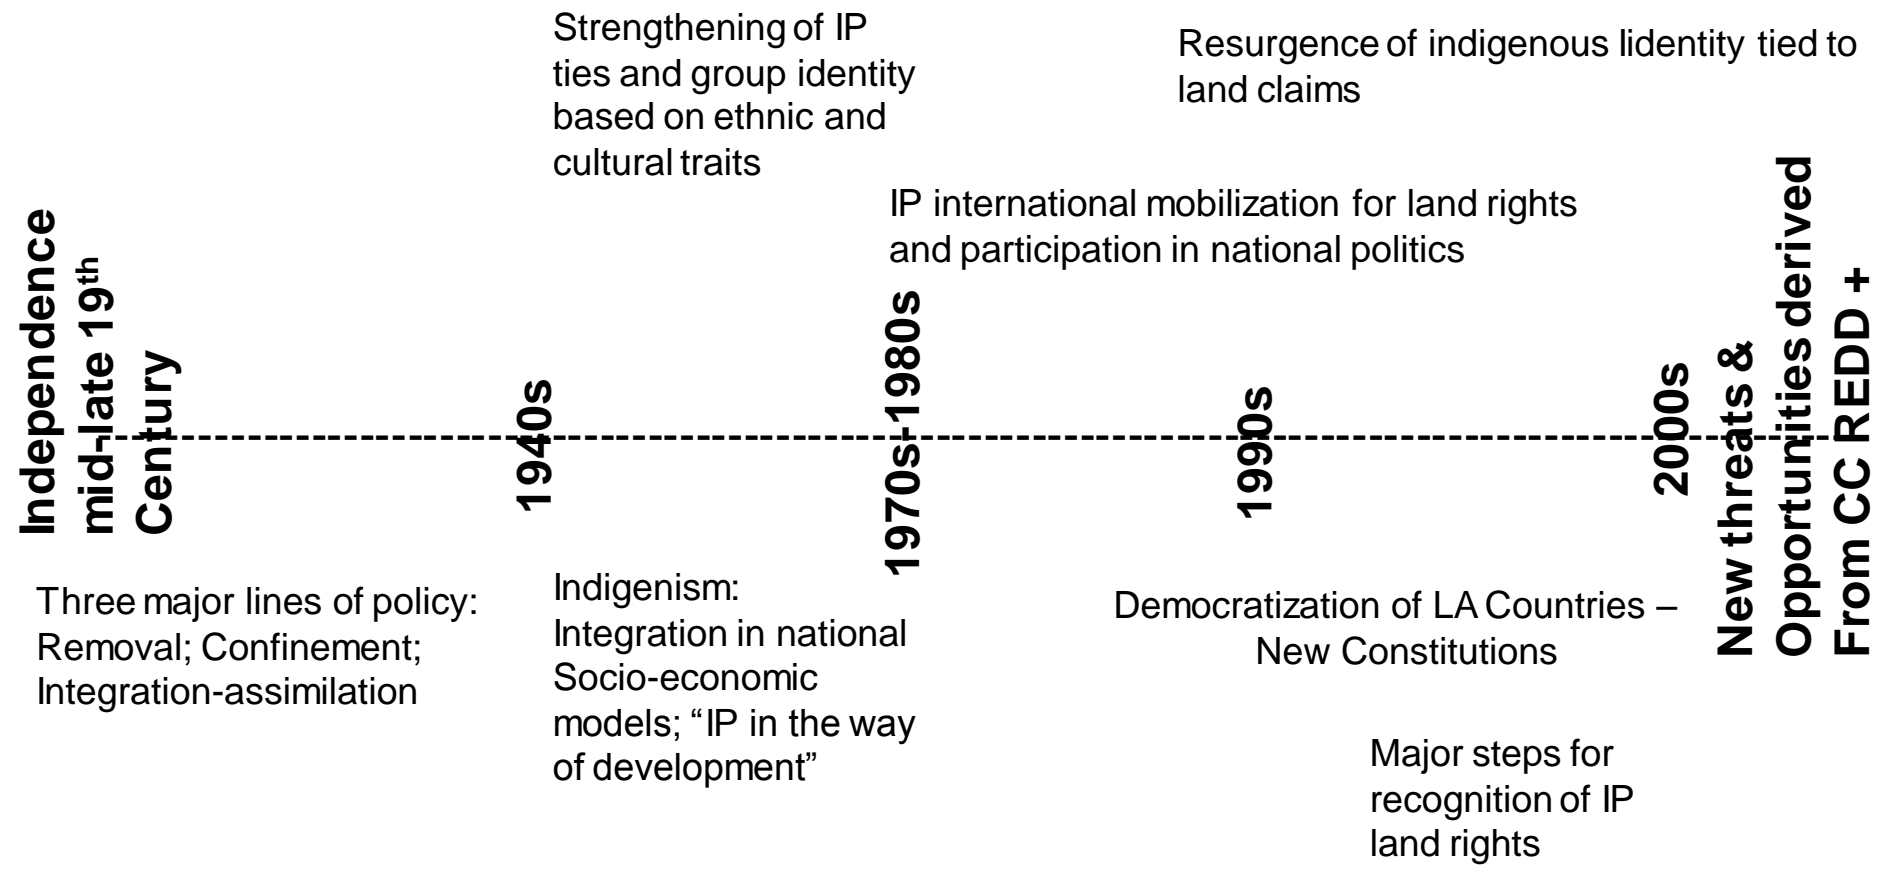 Strengthening of IP
ties and group identity
based on ethnic and
cultural traits
Resurgence of indigenous lidentity tied to
land claims
IP international mobilization for land rights
and participation in national politics
Independence
mid-late 19th
Century
1940s
1970s-1980s
1990s
2000s
New threats &
Opportunities derived
From CC REDD +
Three major lines of policy:
Removal; Confinement;
Integration-assimilation
Indigenism:
Integration in national
Socio-economic
models; “IP in the way
of development”
Democratization of LA Countries –
New Constitutions
Major steps for
recognition of IP
land rights